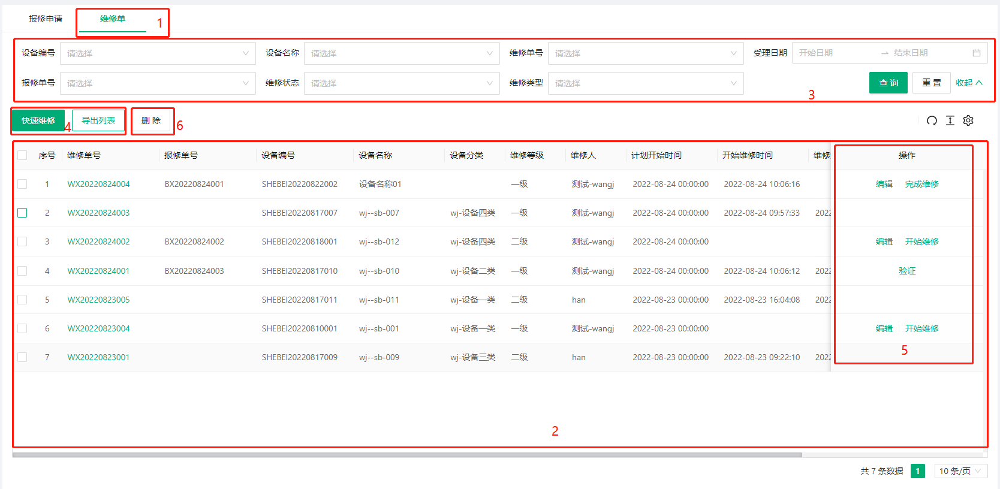 报修申请 维修单 1
设备编号 请选择 设备名称 请选择 维修单号 请选择 受理日期 开始日期 → 结束日期
报修单号 请选择 维修状态 请选择 维修类型 请选择 查 询 重 置 收起
3
快速维修 4 导出列表 删 除 6
序号 维修单号 报修单号 设备编号 设备名称 设备分类 维修等级 维修人 计划开始时间 开始维修时间 维修 操作
1 WX20220824004 BX20220824001 SHEBEI20220822002 设备名称01 一级 测试-wangj 2022-08-24 00:00:00 2022-08-24 10:06:16 编辑 完成维修
2 WX20220824003 SHEBEI20220817007 wj--sb-007 wj-设备四类 一级 测试-wangj 2022-08-24 00:00:00 2022-08-24 09:57:33 2022
3 WX20220824002 BX20220824002 SHEBEI20220818001 wj--sb-012 wj-设备四类 二级 测试-wangj 2022-08-24 00:00:00 编辑 开始维修
4 WX20220824001 BX20220824003 SHEBEI20220817010 wj--sb-010 wj-设备二类 一级 测试-wangj 2022-08-24 00:00:00 2022-08-24 10:06:12 2022 验证
5 WX20220823005 SHEBEI20220817011 wj--sb-011 wj-设备一类 二级 han 2022-08-23 00:00:00 2022-08-23 16:04:08 2022
6 WX20220823004 SHEBEI20220810001 wj--sb-001 wj-设备一类 一级 测试-wangj 2022-08-23 00:00:00 编辑 开始维修
5
7 WX20220823001 SHEBEI20220817009 wj--sb-009 wj-设备三类 二级 han 2022-08-23 00:00:00 2022-08-23 09:22:10 2022
2
共 7 条数据 1 10 条/页